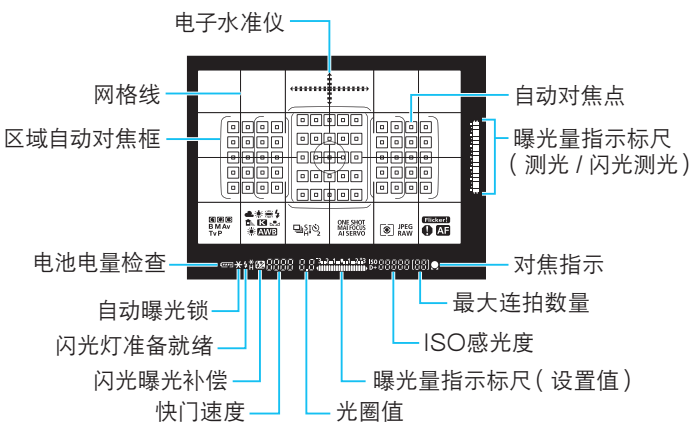 电子水准仪
网格线
自动对焦点
区域自动对焦框
曝光量指示标尺
（测光 / 闪光测光）
B M Av
Tv P
AWB
ONE SHOT
MAI FOCUS
AI SERVO
JPEG
RAW
Flicker!
AF
ISO
D+
电池电量检查
对焦指示
自动曝光锁
最大连拍数量
闪光灯准备就绪
ISO感光度
闪光曝光补偿
曝光量指示标尺（设置值）
快门速度
光圈值